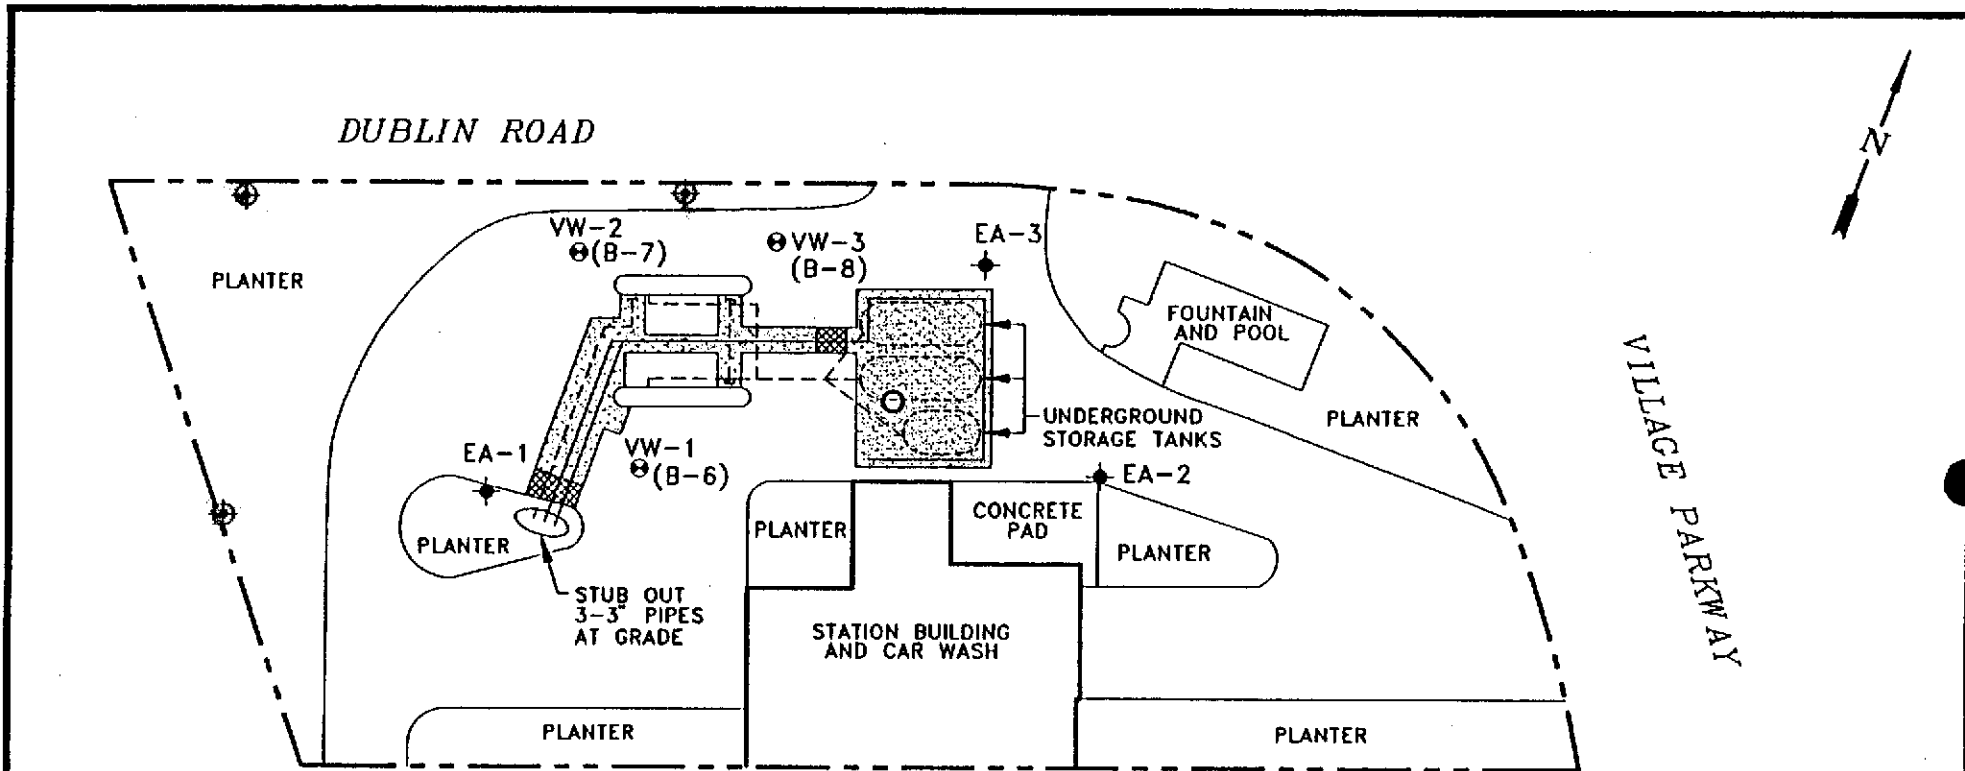 DUBLIN ROAD
N
VW-2
(B-7)
VW-3
(B-8)
EA-3
PLANTER
FOUNTAIN
AND POOL
VILLAGE PARKWAY
PLANTER
UNDERGROUND
STORAGE TANKS
EA-1
VW-1
(B-6)
EA-2
PLANTER
PLANTER
CONCRETE
PAD
PLANTER
STUB OUT
3-3" PIPES
AT GRADE
STATION BUILDING
AND CAR WASH
PLANTER
PLANTER